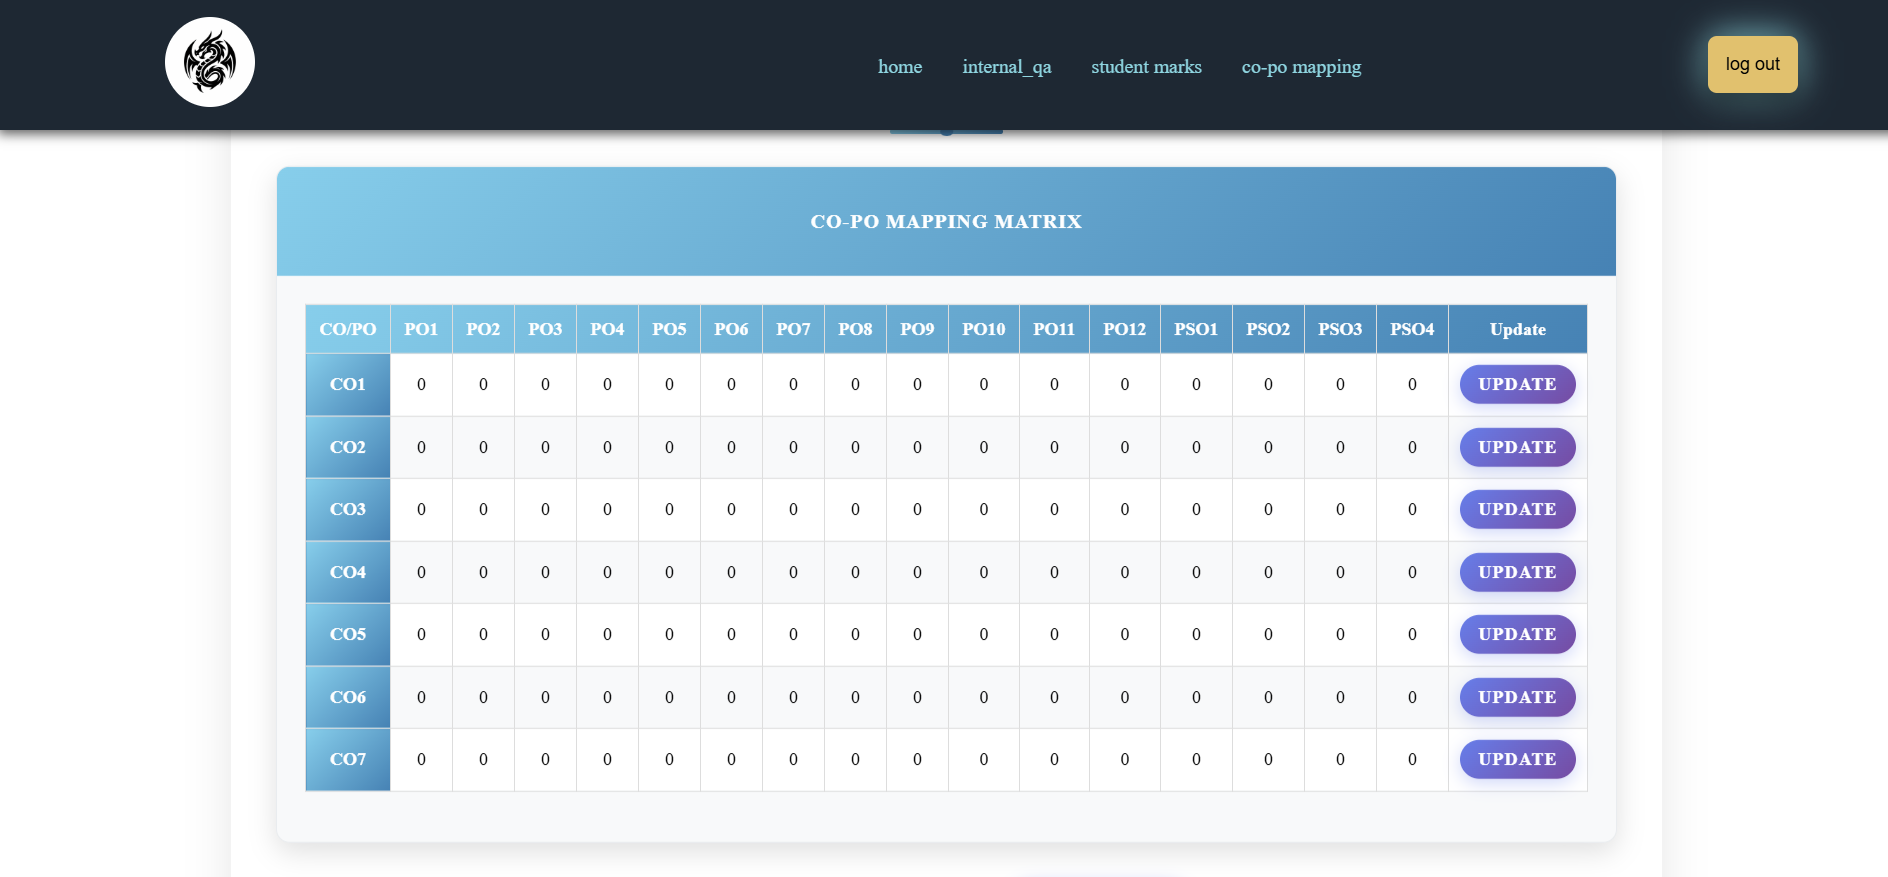 home internal_qa student marks co-po mapping log out
CO-PO MAPPING MATRIX
CO/PO PO1 PO2 PO3 PO4 PO5 PO6 PO7 PO8 PO9 PO10 PO11 PO12 PSO1 PSO2 PSO3 PSO4 Update
CO1 0 0 0 0 0 0 0 0 0 0 0 0 0 0 0 0 UPDATE
CO2 0 0 0 0 0 0 0 0 0 0 0 0 0 0 0 0 UPDATE
CO3 0 0 0 0 0 0 0 0 0 0 0 0 0 0 0 0 UPDATE
CO4 0 0 0 0 0 0 0 0 0 0 0 0 0 0 0 0 UPDATE
CO5 0 0 0 0 0 0 0 0 0 0 0 0 0 0 0 0 UPDATE
CO6 0 0 0 0 0 0 0 0 0 0 0 0 0 0 0 0 UPDATE
CO7 0 0 0 0 0 0 0 0 0 0 0 0 0 0 0 0 UPDATE